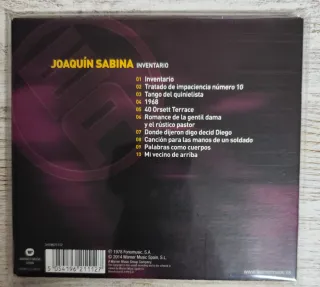 JOAQUÍN SABINA INVENTARIO
01 Inventario
02 Tratado de impaciencia número 10
03 Tango del quinielista
04 1968
05 40 Orsett Terrace
06 Romance de la gentil dama
y el rústico pastor
07 Donde dijeron digo decid Diego
08 Canción para las manos de un soldado
09 Palabras como cuerpos
10 Mi vecino de arriba
℗ 1978 Fonomusic, S.A.
© 2014 Warner Music Spain, S.L.